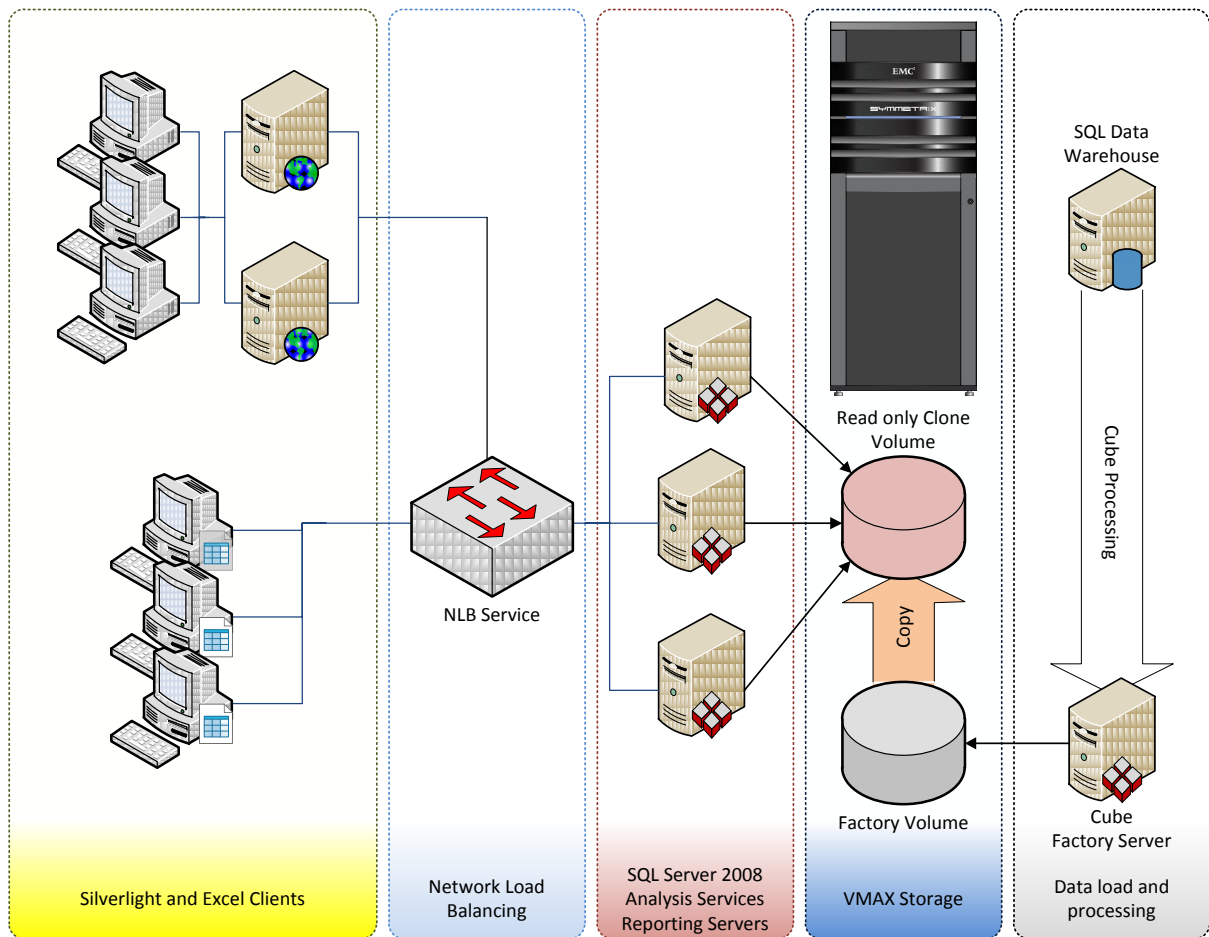 EMC²
SYMMETRIX
SQL Data
Warehouse
Read only Clone
Volume
Cube Processing
NLB Service
Copy
Factory Volume
Cube
Factory Server
Silverlight and Excel Clients
Network Load
Balancing
SQL Server 2008
Analysis Services
Reporting Servers
VMAX Storage
Data load and
processing